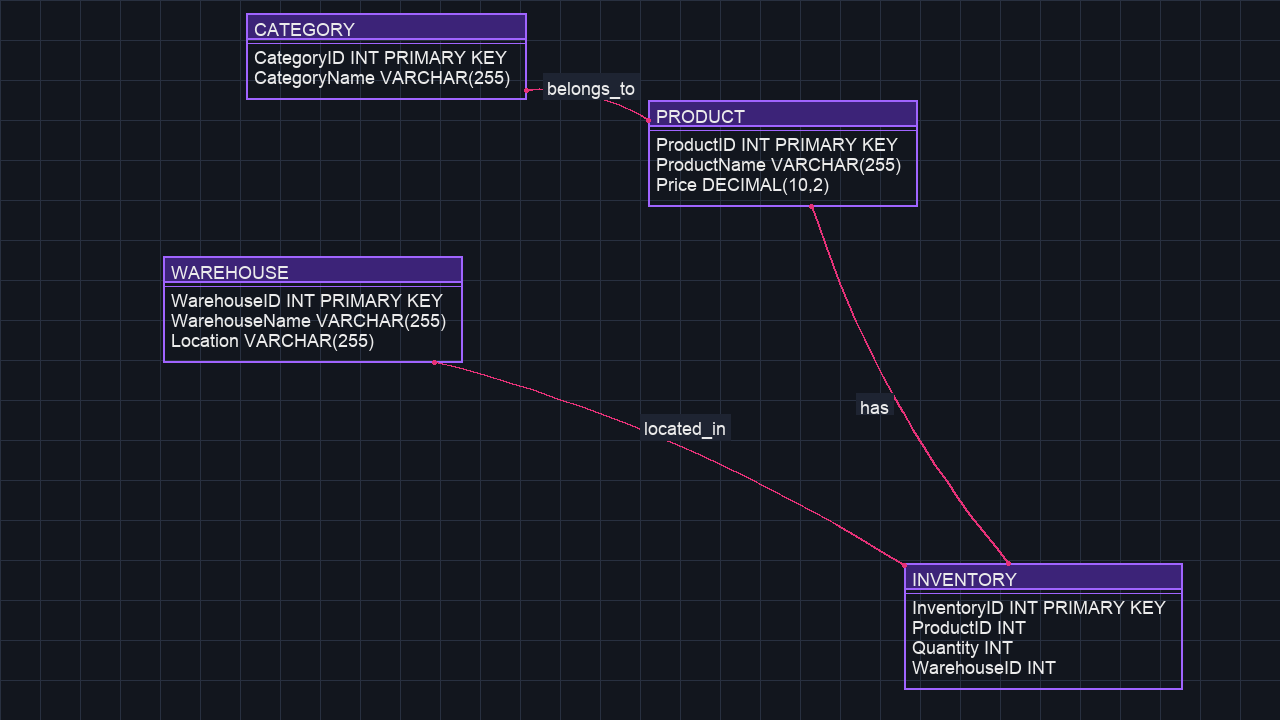 CATEGORY
CategoryID INT PRIMARY KEY
CategoryName VARCHAR(255)
belongs_to
PRODUCT
ProductID INT PRIMARY KEY
ProductName VARCHAR(255)
Price DECIMAL(10,2)
WAREHOUSE
WarehouseID INT PRIMARY KEY
WarehouseName VARCHAR(255)
Location VARCHAR(255)
has
located_in
INVENTORY
InventoryID INT PRIMARY KEY
ProductID INT
Quantity INT
WarehouseID INT